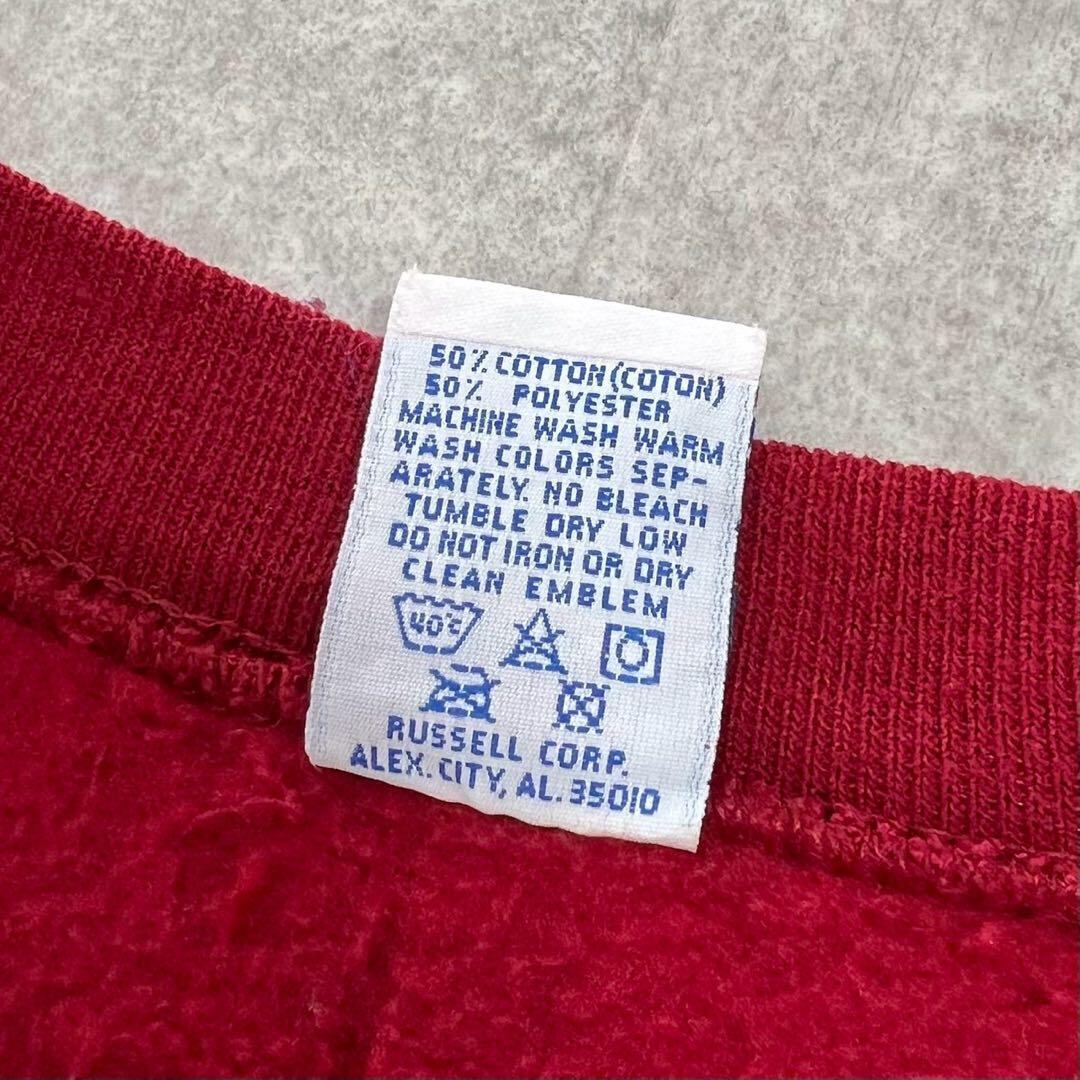 50% COTTON (COTON)
50% POLYESTER
MACHINE WASH WARM
WASH COLORS SEP-
ARATELY. NO BLEACH
TUMBLE DRY LOW
DO NOT IRON OR DRY
CLEAN EMBLEM
40°C
RUSSELL CORP.
ALEX. CITY, AL. 35010